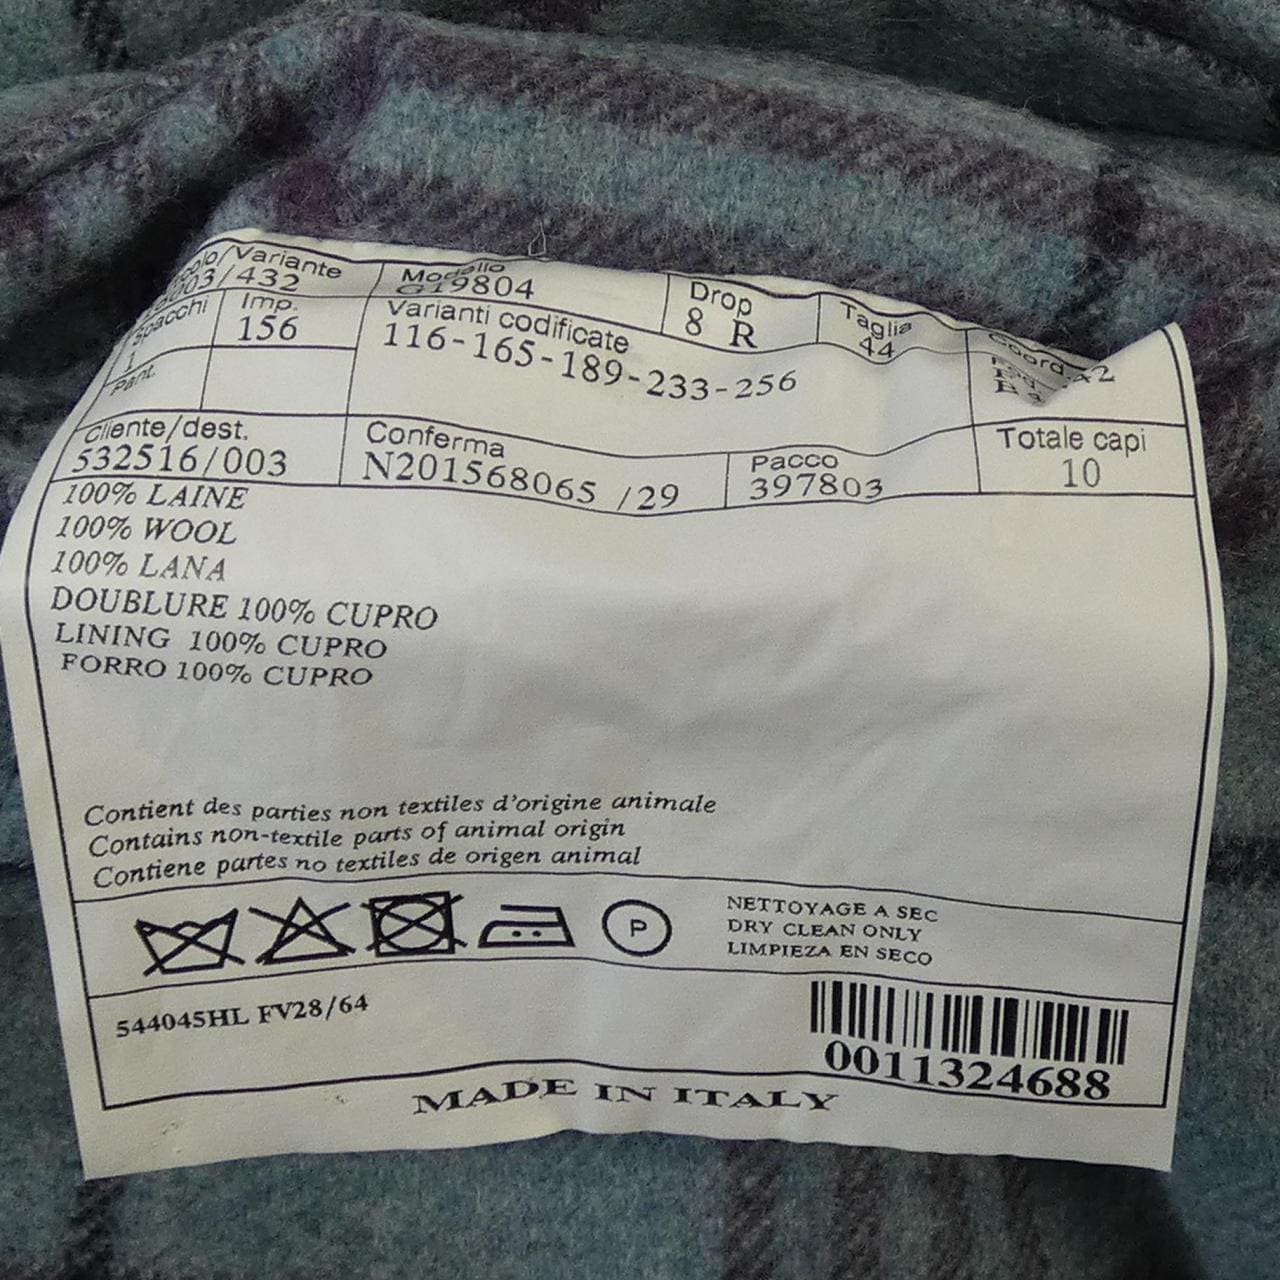 /Variante
003/432
Modello
G19804
Drop
8 R
Taglia
44
Coord.
x2
Spacchi
1
Imp.
156
Varianti codificate
116-165-189-233-256
Pant.
Cliente/dest.
532516/003
Conferma
N201568065 /29
Pacco
397803
Totale capi
10
100% LAINE
100% WOOL
100% LANA
DOUBLURE 100% CUPRO
LINING 100% CUPRO
FORRO 100% CUPRO
Contient des parties non textiles d'origine animale
Contains non-textile parts of animal origin
Contiene partes no textiles de origen animal
P
NETTOYAGE A SEC
DRY CLEAN ONLY
LIMPIEZA EN SECO
544045HL FV28/64
0011324688
MADE IN ITALY